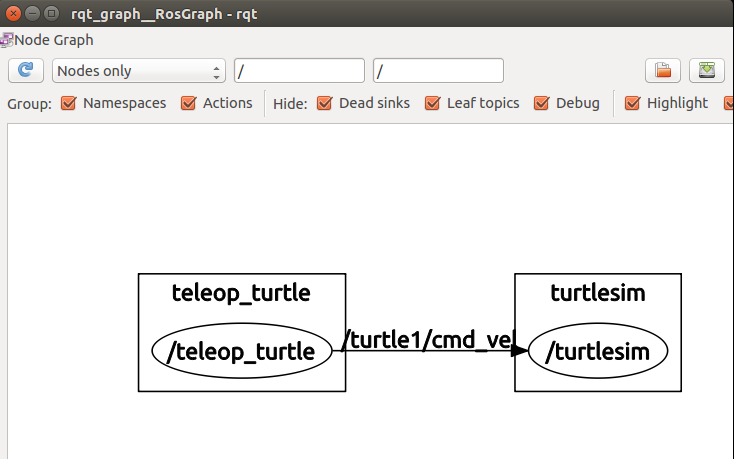 rqt_graph__RosGraph - rqt
Node Graph
Nodes only / /
Group: Namespaces Actions Hide: Dead sinks Leaf topics Debug Highlight
teleop_turtle turtlesim
/teleop_turtle /turtle1/cmd_vel /turtlesim